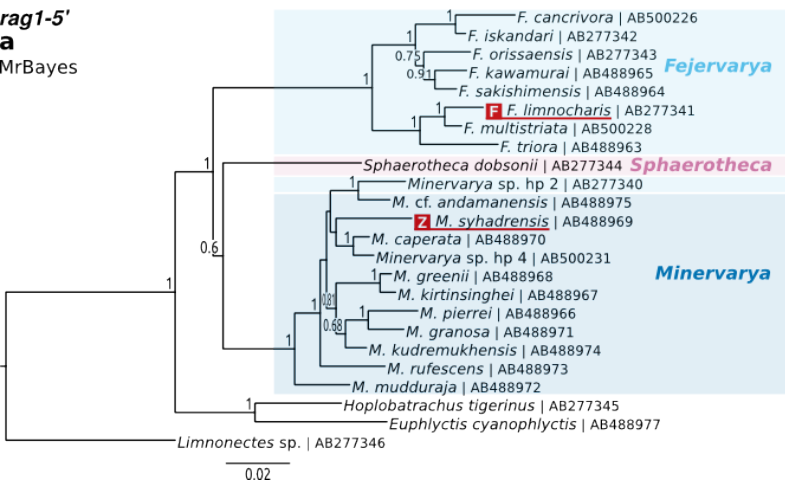 rag1-5'
a
MrBayes
F. cancrivora | AB500226
1
F. iskandari | AB277342
1
F. orissaensis | AB277343
0.75
F. kawamurai | AB488965
Fejervarya
0.91
F. sakishimensis | AB488964
1
F F. limnocharis | AB277341
1
F. multistriata | AB500228
1
F. triora | AB488963
1
Sphaerotheca dobsonii | AB277344
Sphaerotheca
Minervarya sp. hp 2 | AB277340
1
M. cf. andamanensis | AB488975
Z M. syhadrensis | AB488969
M. caperata | AB488970
1
0.6
Minervarya sp. hp 4 | AB500231
M. greenii | AB488968
1
Minervarya
M. kirtinsinghei | AB488967
1
0.81
M. pierrei | AB488966
1
1
0.68
M. granosa | AB488971
1
M. kudremukhensis | AB488974
M. rufescens | AB488973
M. mudduraja | AB488972
Hoplobatrachus tigerinus | AB277345
1
Euphlyctis cyanophlyctis | AB488977
Limnonectes sp. | AB277346
0.02